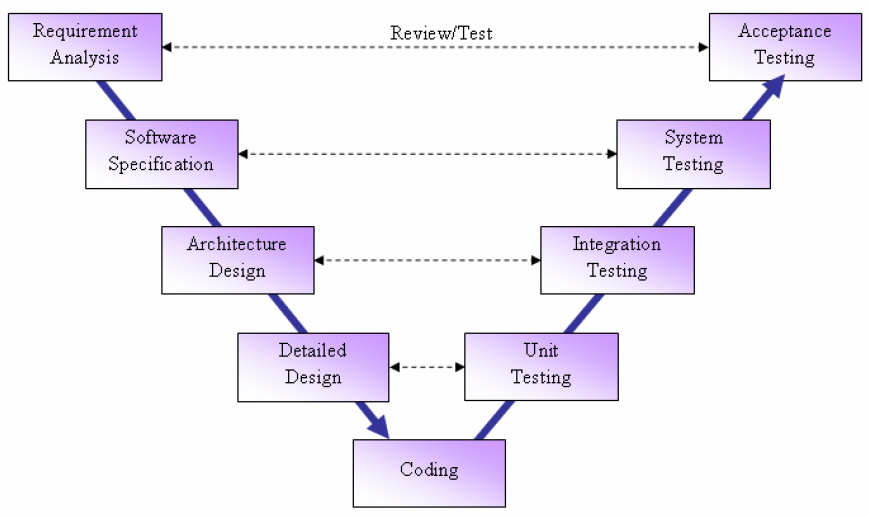 Requirement
Analysis
Review/Test
Acceptance
Testing
Software
Specification
System
Testing
Architecture
Design
Integration
Testing
Detailed
Design
Unit
Testing
Coding